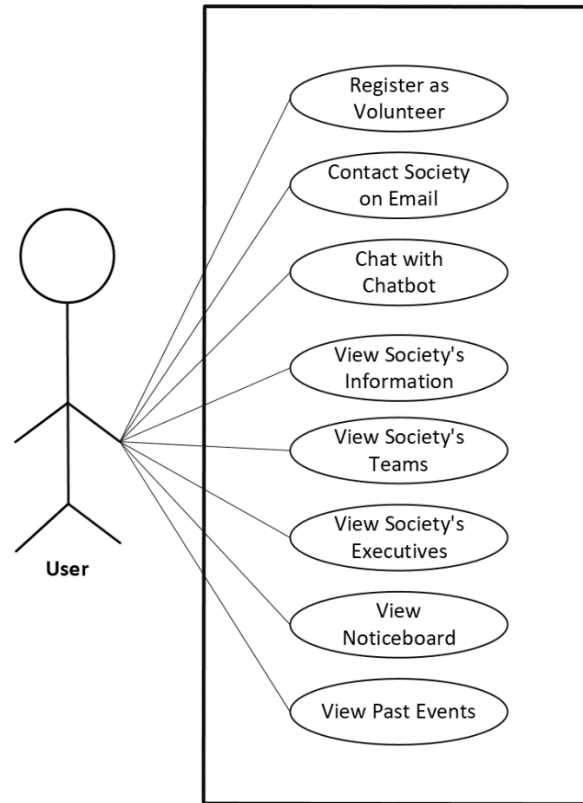 Register as
Volunteer
Contact Society
on Email
Chat with
Chatbot
View Society's
Information
View Society's
Teams
View Society's
Executives
User
View
Noticeboard
View Past Events